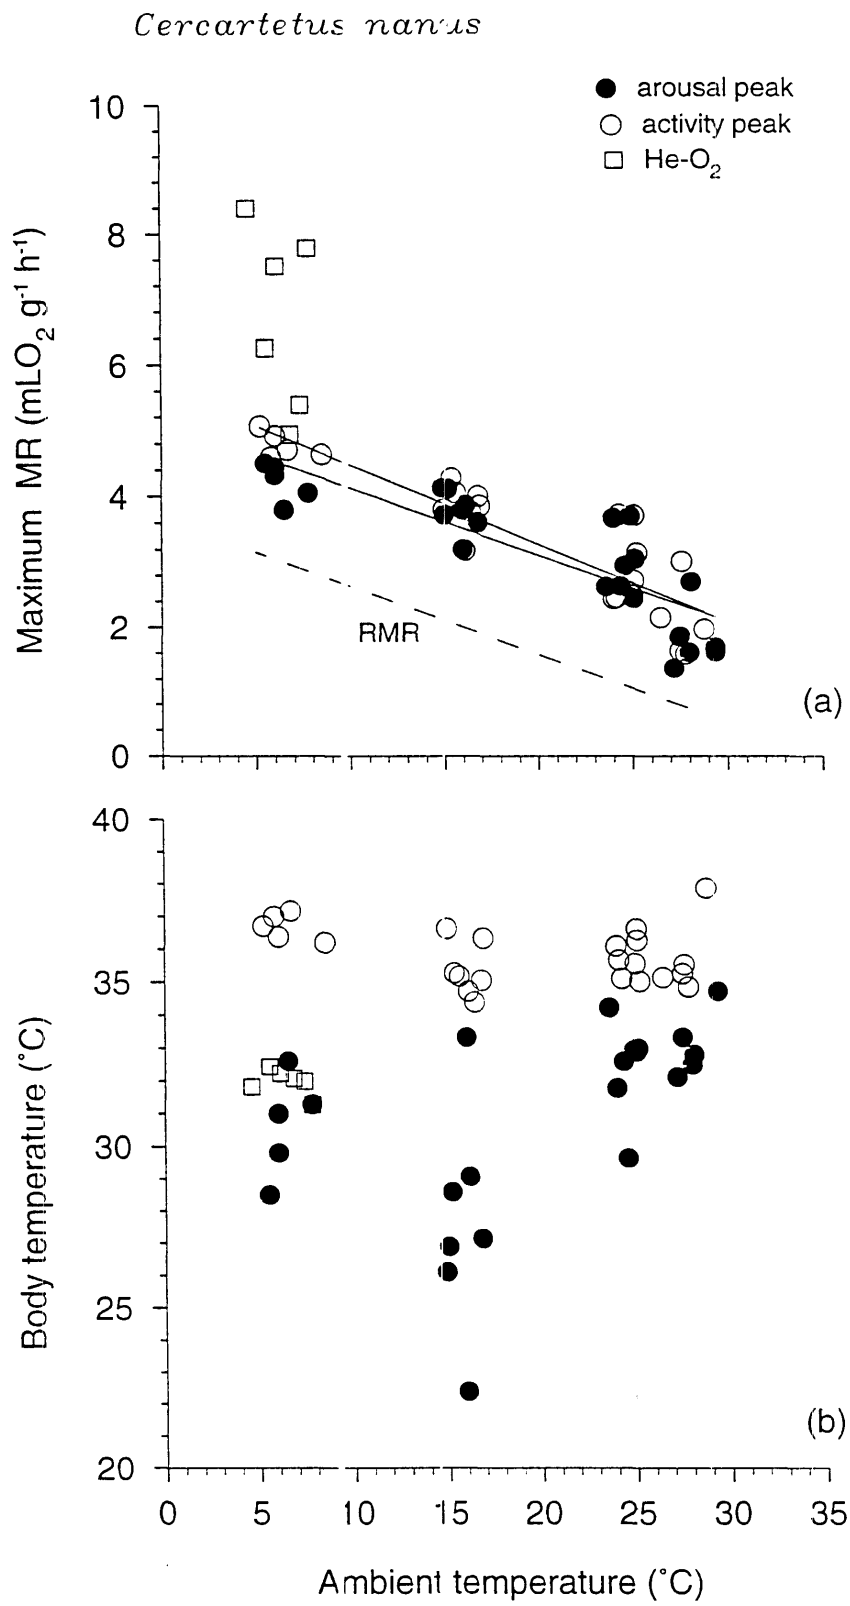 Cercartetus nanus
arousal peak
activity peak
He-O2
Maximum MR (mLO2 g-1 h-1)
10
8
6
4
2
0
RMR
(a)
Body temperature (°C)
40
35
30
25
20
(b)
0 5 10 15 20 25 30 35
Ambient temperature (°C)